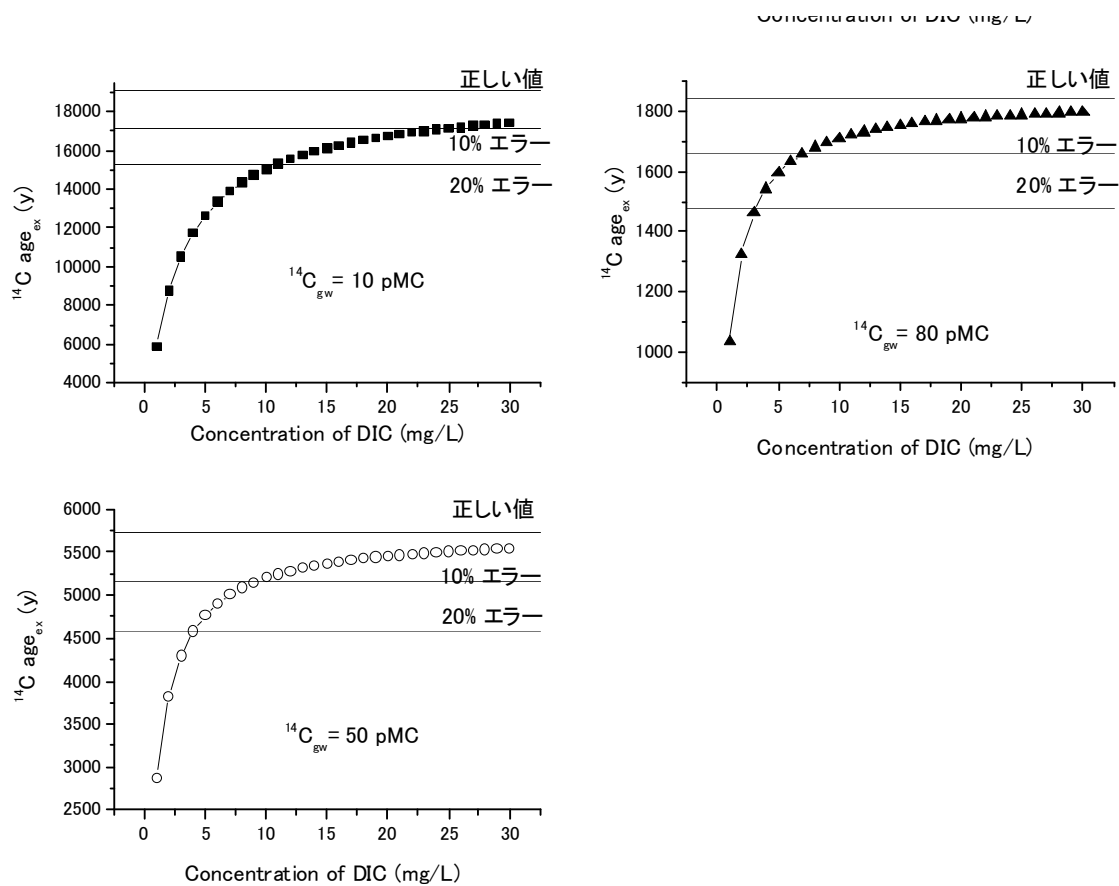 Concentration of DIC (mg/L)
正しい値
10% エラー
20% エラー
¹⁴C_gw= 10 pMC
¹⁴C age_ex (y)
18000
16000
14000
12000
10000
8000
6000
4000
0 5 10 15 20 25 30
Concentration of DIC (mg/L)
正しい値
10% エラー
20% エラー
¹⁴C_gw= 80 pMC
¹⁴C age_ex (y)
1800
1600
1400
1200
1000
0 5 10 15 20 25 30
Concentration of DIC (mg/L)
正しい値
10% エラー
20% エラー
¹⁴C_gw= 50 pMC
¹⁴C age_ex (y)
6000
5500
5000
4500
4000
3500
3000
2500
0 5 10 15 20 25 30
Concentration of DIC (mg/L)